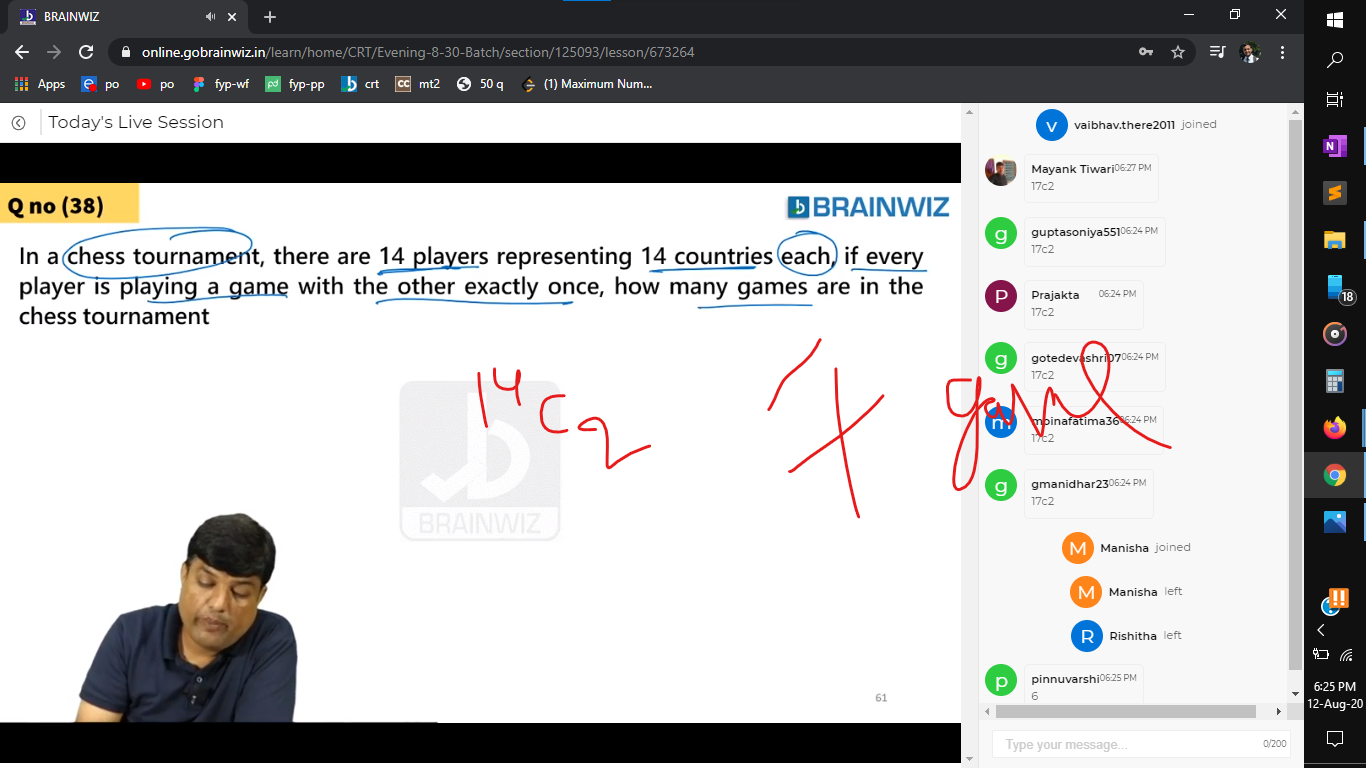 BRAINWIZ
online.gobrainwiz.in/learn/home/CRT/Evening-8-30-Batch/section/125093/lesson/673264
Apps po po fyp-wf fyp-pp crt CC mt2 50 q (1) Maximum Num...
Today's Live Session
Q no (38)
BRAINWIZ
In a chess tournament, there are 14 players representing 14 countries each, if every
player is playing a game with the other exactly once, how many games are in the
chess tournament
14
C2
BRAINWIZ
61
v vaibhav.there2011 joined
Mayank Tiwari 06:27 PM
17c2
g guptasoniya551 06:24 PM
17c2
P Prajakta 06:24 PM
17c2
g gotedevashri07 06:24 PM
17c2
m moinafatima36 06:24 PM
17c2
g gmanidhar23 06:24 PM
17c2
M Manisha joined
M Manisha left
R Rishitha left
p pinnuvarshi 06:25 PM
6
Type your message... 0/200
18
6:25 PM
12-Aug-20